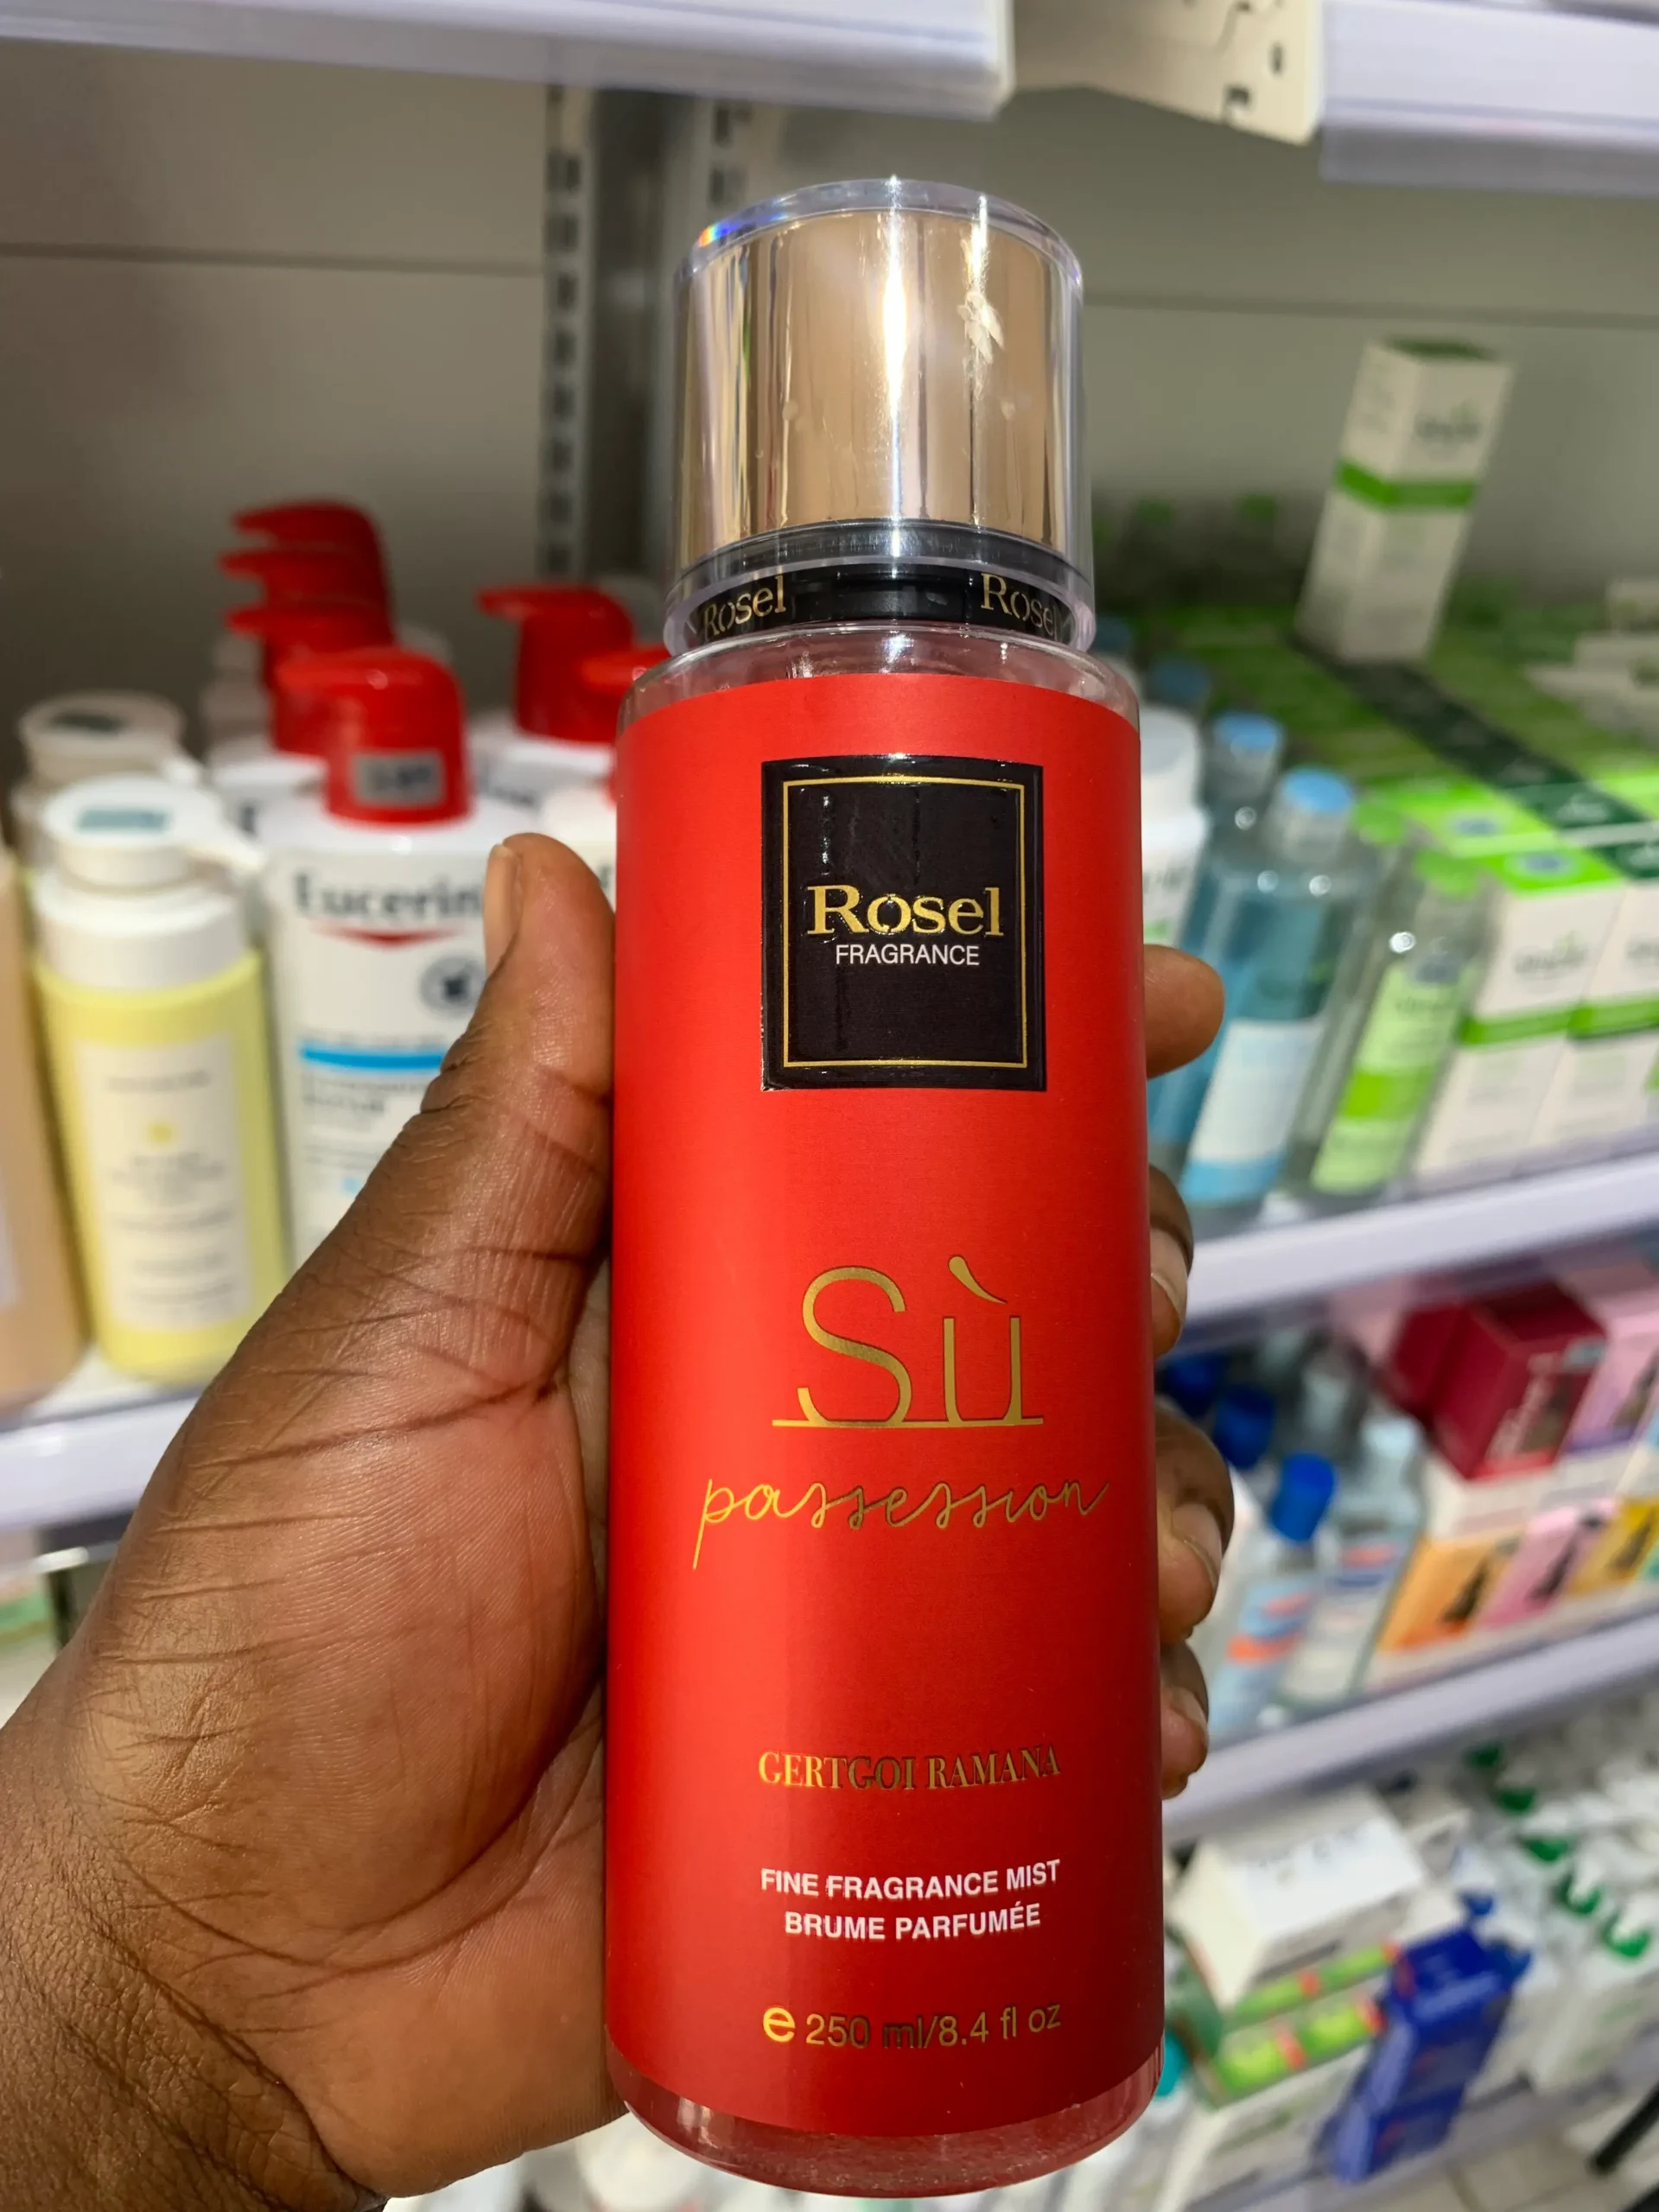 Rosel
Rosel
Rosel
FRAGRANCE
Sù
passession
GERTGOI RAMANA
FINE FRAGRANCE MIST
BRUME PARFUMÉE
e 250 ml/8.4 fl oz
Eucerin